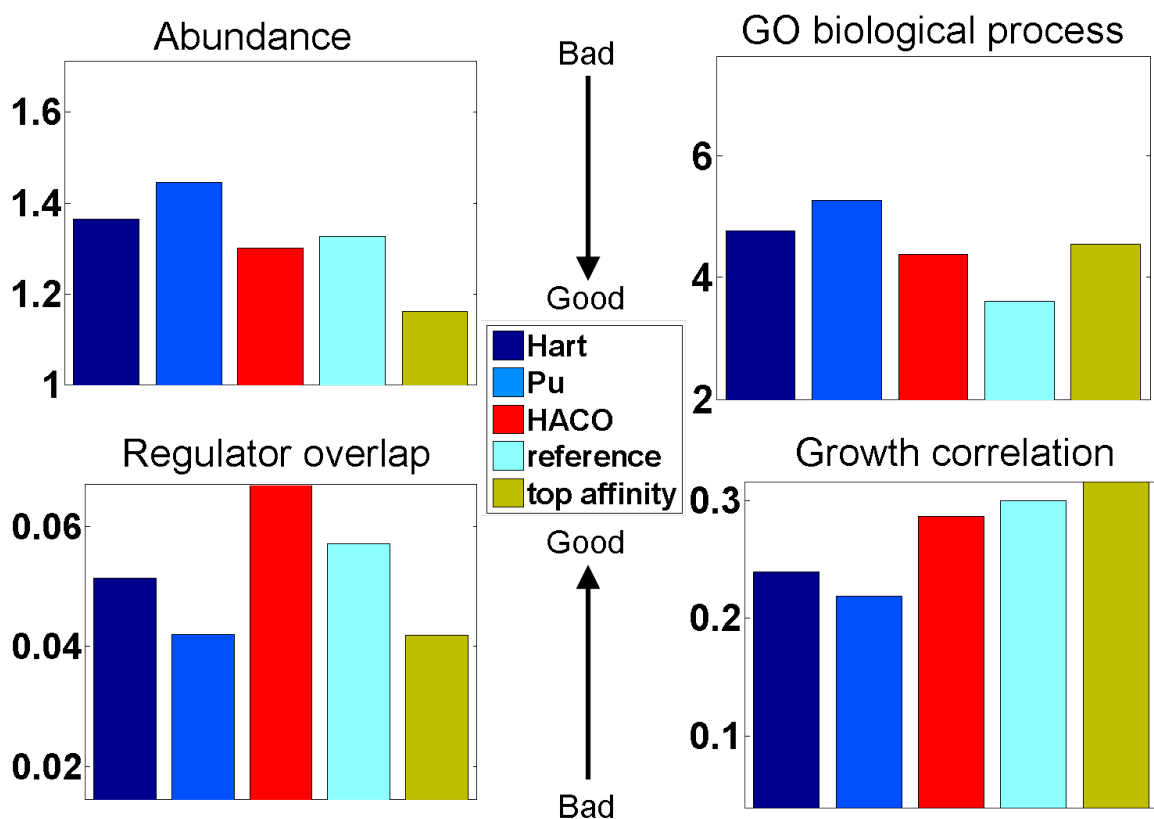 Abundance
1.6
1.4
1.2
1
Bad
Good
GO biological process
6
4
2
Hart
Pu
HACO
reference
top affinity
Regulator overlap
0.06
0.04
0.02
Good
Bad
Growth correlation
0.3
0.2
0.1